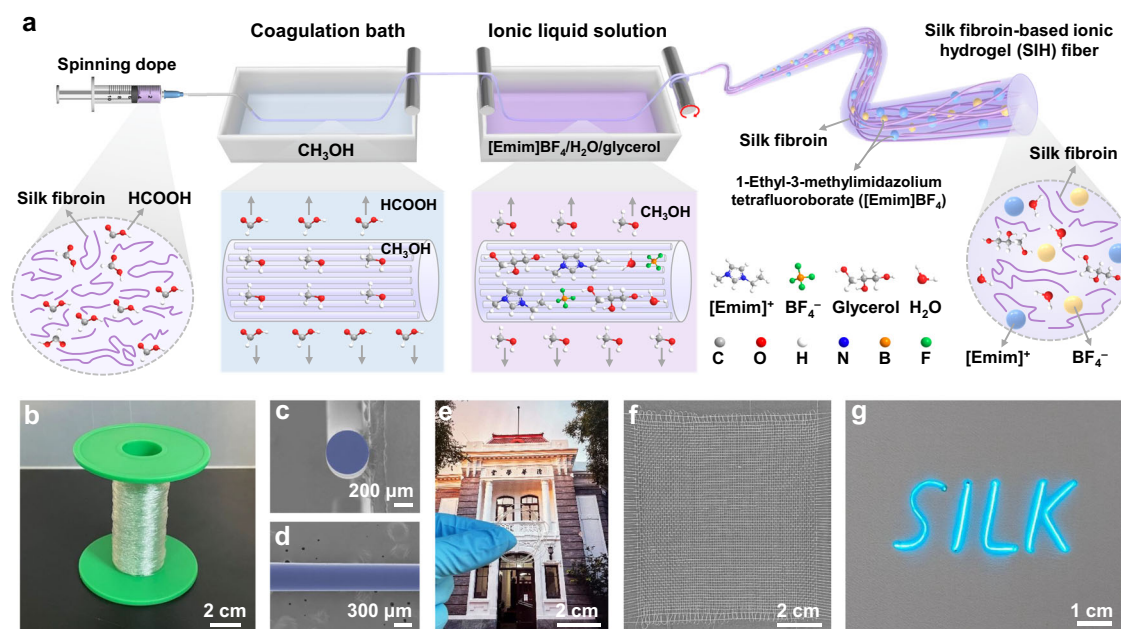 a
Coagulation bath
Ionic liquid solution
Silk fibroin-based ionic
hydrogel (SIH) fiber
Spinning dope
CH₃OH
[Emim]BF₄/H₂O/glycerol
Silk fibroin
Silk fibroin
1-Ethyl-3-methylimidazolium
tetrafluoroborate ([Emim]BF₄)
Silk fibroin
HCOOH
HCOOH
CH₃OH
CH₃OH
[Emim]⁺
BF₄⁻
Glycerol
H₂O
C
O
H
N
B
F
[Emim]⁺
BF₄⁻
b
2 cm
c
200 µm
d
300 µm
e
2 cm
f
2 cm
g
SILK
1 cm